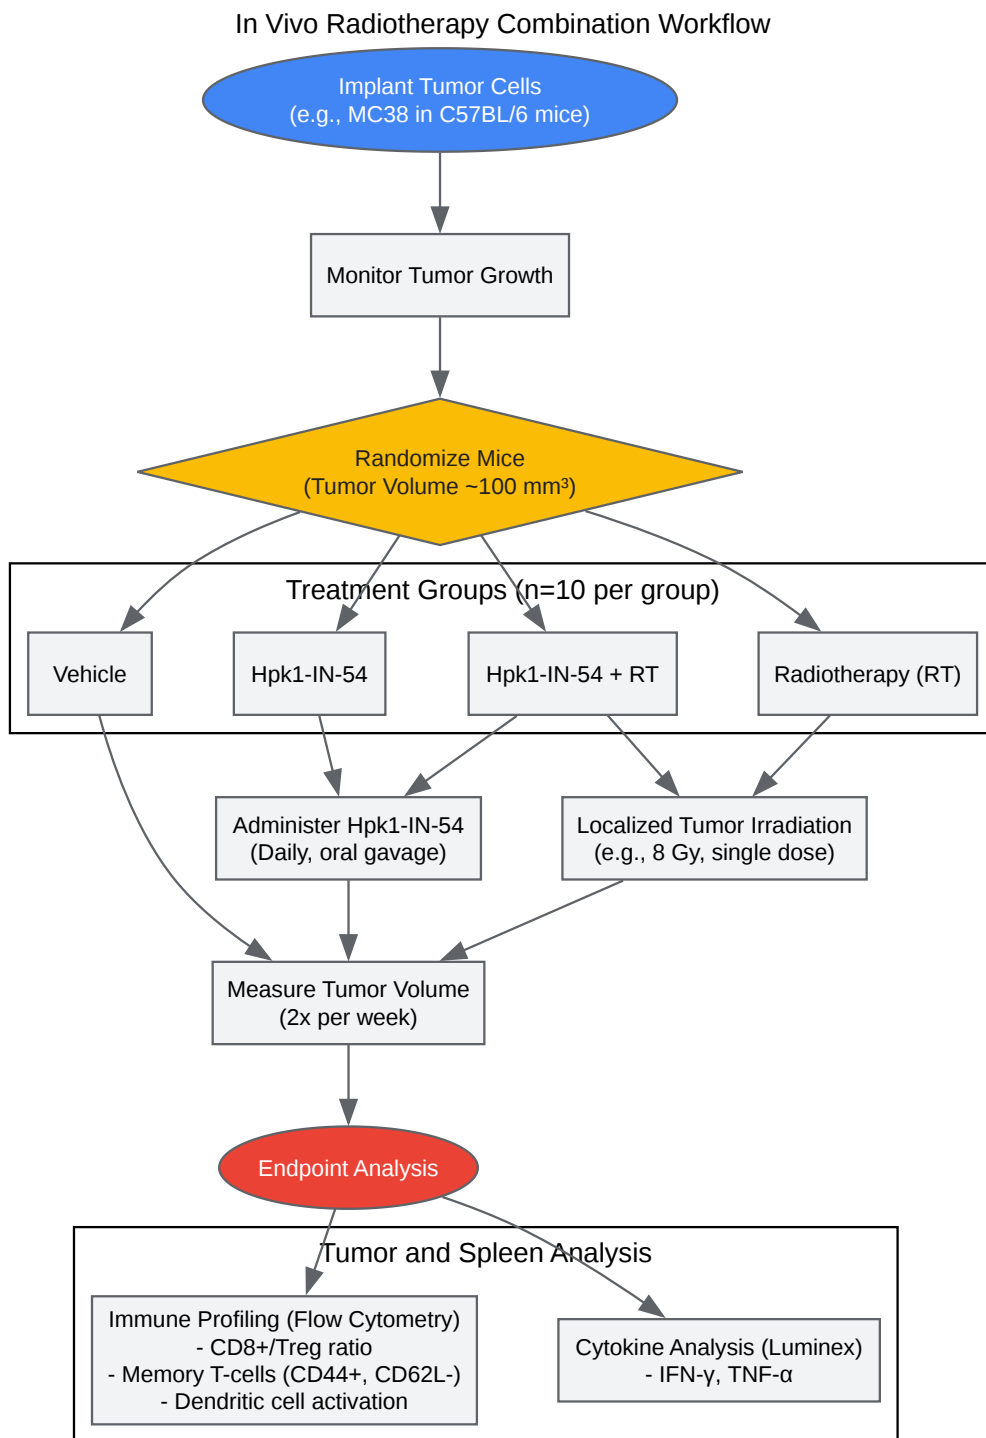 In Vivo Radiotherapy Combination Workflow
Implant Tumor Cells
(e.g., MC38 in C57BL/6 mice)
Monitor Tumor Growth
Randomize Mice
(Tumor Volume ~100 mm³)
Treatment Groups (n=10 per group)
Vehicle
Hpk1-IN-54
Hpk1-IN-54 + RT
Radiotherapy (RT)
Administer Hpk1-IN-54
(Daily, oral gavage)
Localized Tumor Irradiation
(e.g., 8 Gy, single dose)
Measure Tumor Volume
(2x per week)
Endpoint Analysis
Tumor and Spleen Analysis
Immune Profiling (Flow Cytometry)
- CD8+/Treg ratio
- Memory T-cells (CD44+, CD62L-)
- Dendritic cell activation
Cytokine Analysis (Luminex)
- IFN-γ, TNF-α